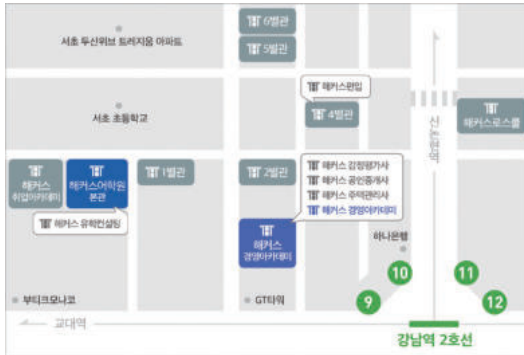 6별관
서초 두산위브 트레지움 아파트
5별관
해커스편입
서초 초등학교
4별관
해커스로스쿨
신논현역
해커스
취업아카데미
해커스어학원
본관
1별관
2별관
해커스 감정평가사
해커스 공인중개사
해커스 주택관리사
해커스 경영아카데미
해커스 유학컨설팅
해커스
경영아카데미
하나은행
10
11
부티크모나코
GT타워
9
12
교대역
강남역 2호선